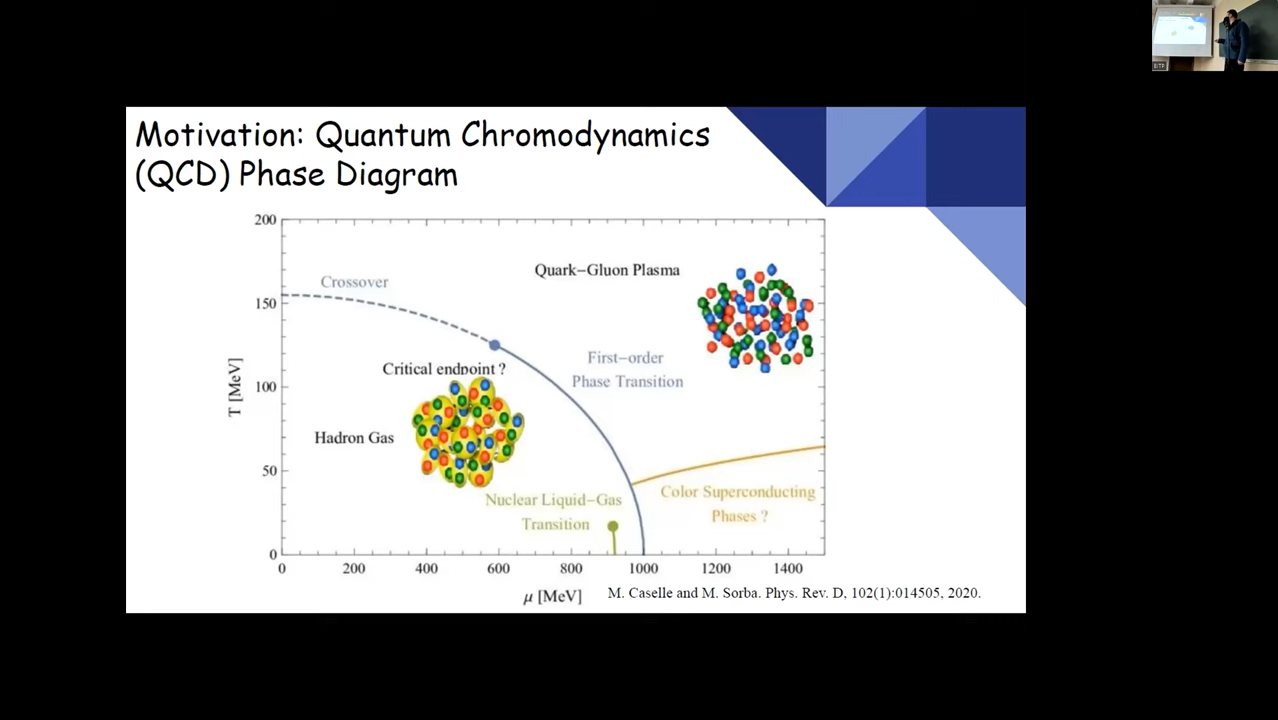 Motivation: Quantum Chromodynamics
(QCD) Phase Diagram
200
150
100
50
0
T [MeV]
Crossover
Quark–Gluon Plasma
First–order
Phase Transition
Critical endpoint ?
Hadron Gas
Nuclear Liquid–Gas
Transition
Color Superconducting
Phases ?
0 200 400 600 800 1000 1200 1400
μ [MeV]
M. Caselle and M. Sorba. Phys. Rev. D, 102(1):014505, 2020.